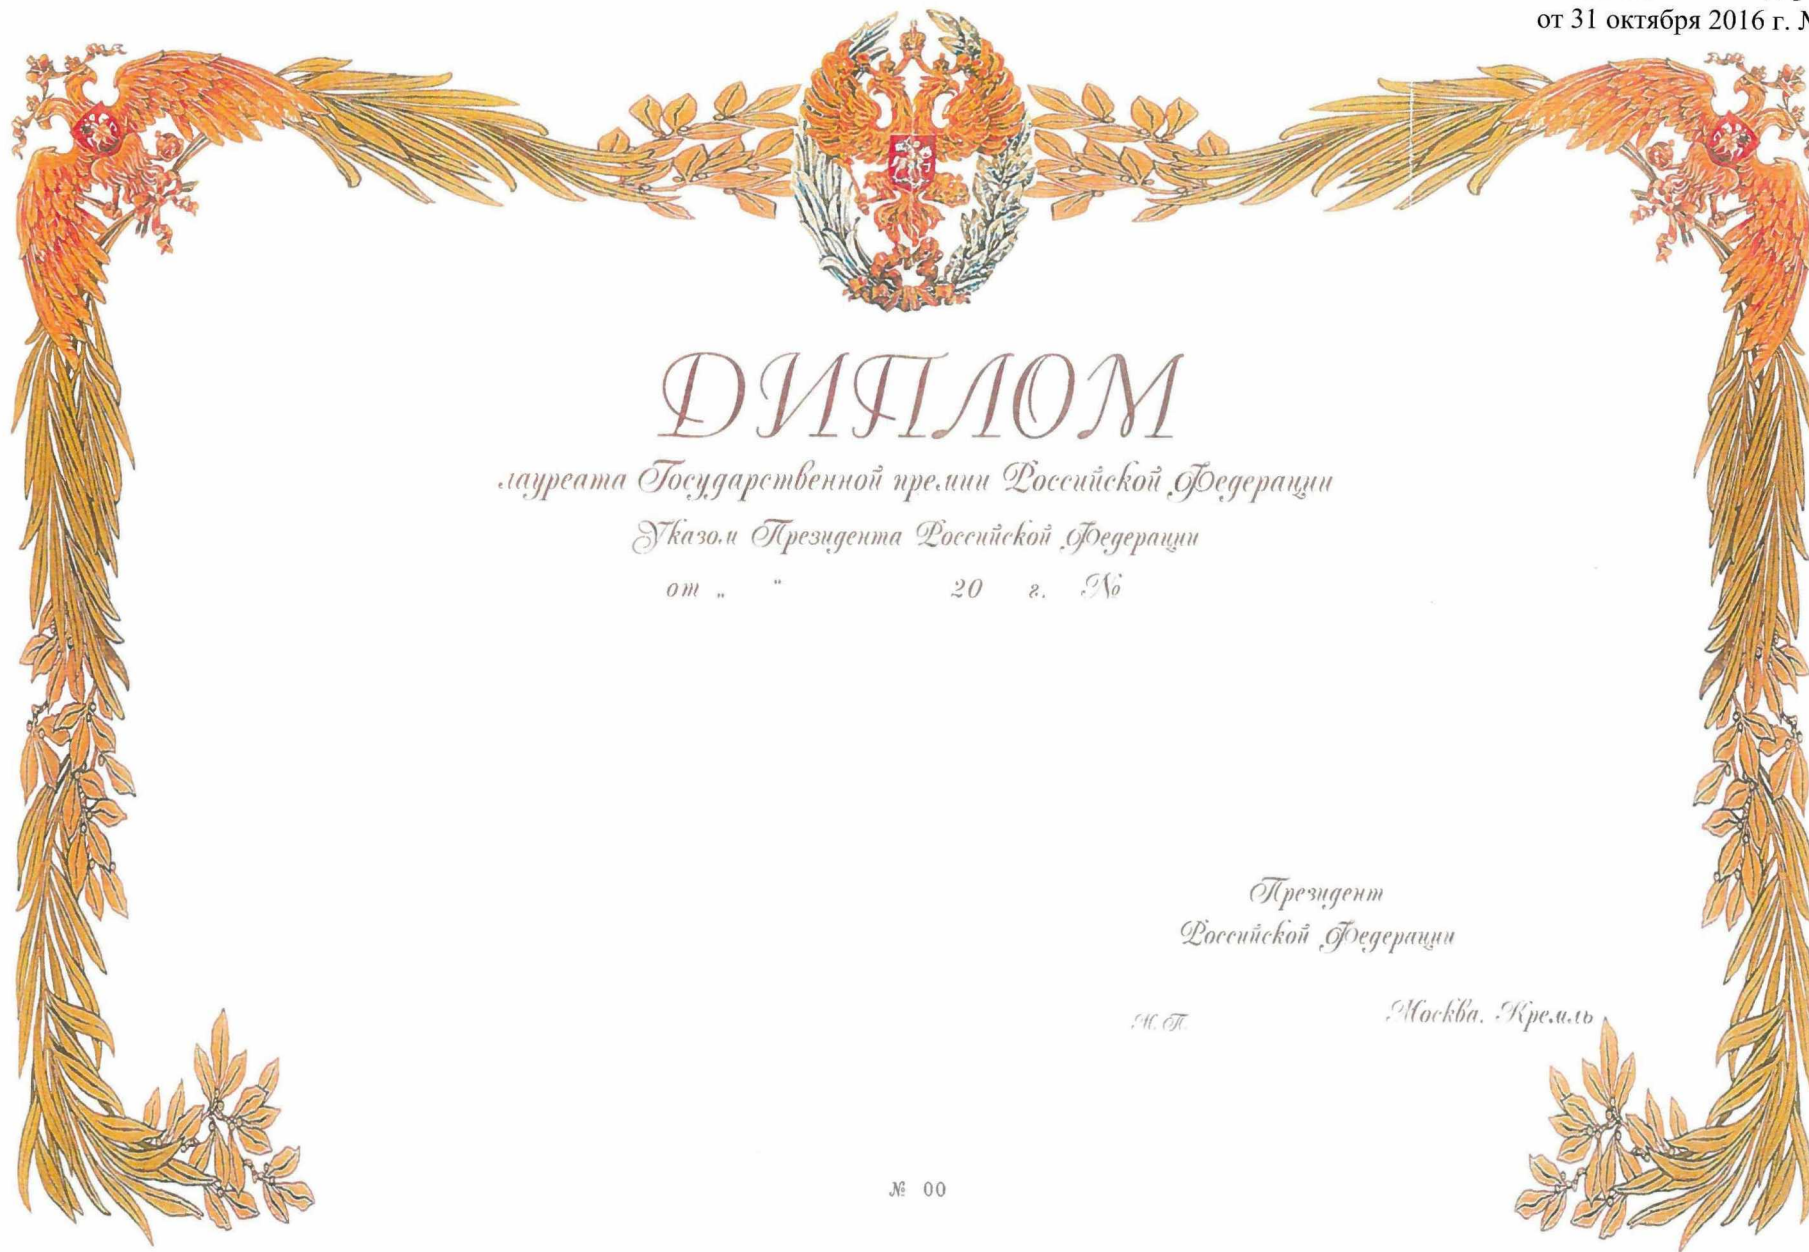 от 31 октября 2016 г.
ДИПЛОМ
лауреата Государственной премии Российской Федерации
Указом Президента Российской Федерации
от „ “ 20 г. №
Президент
Российской Федерации
М.П.
Москва. Кремль
№ 00